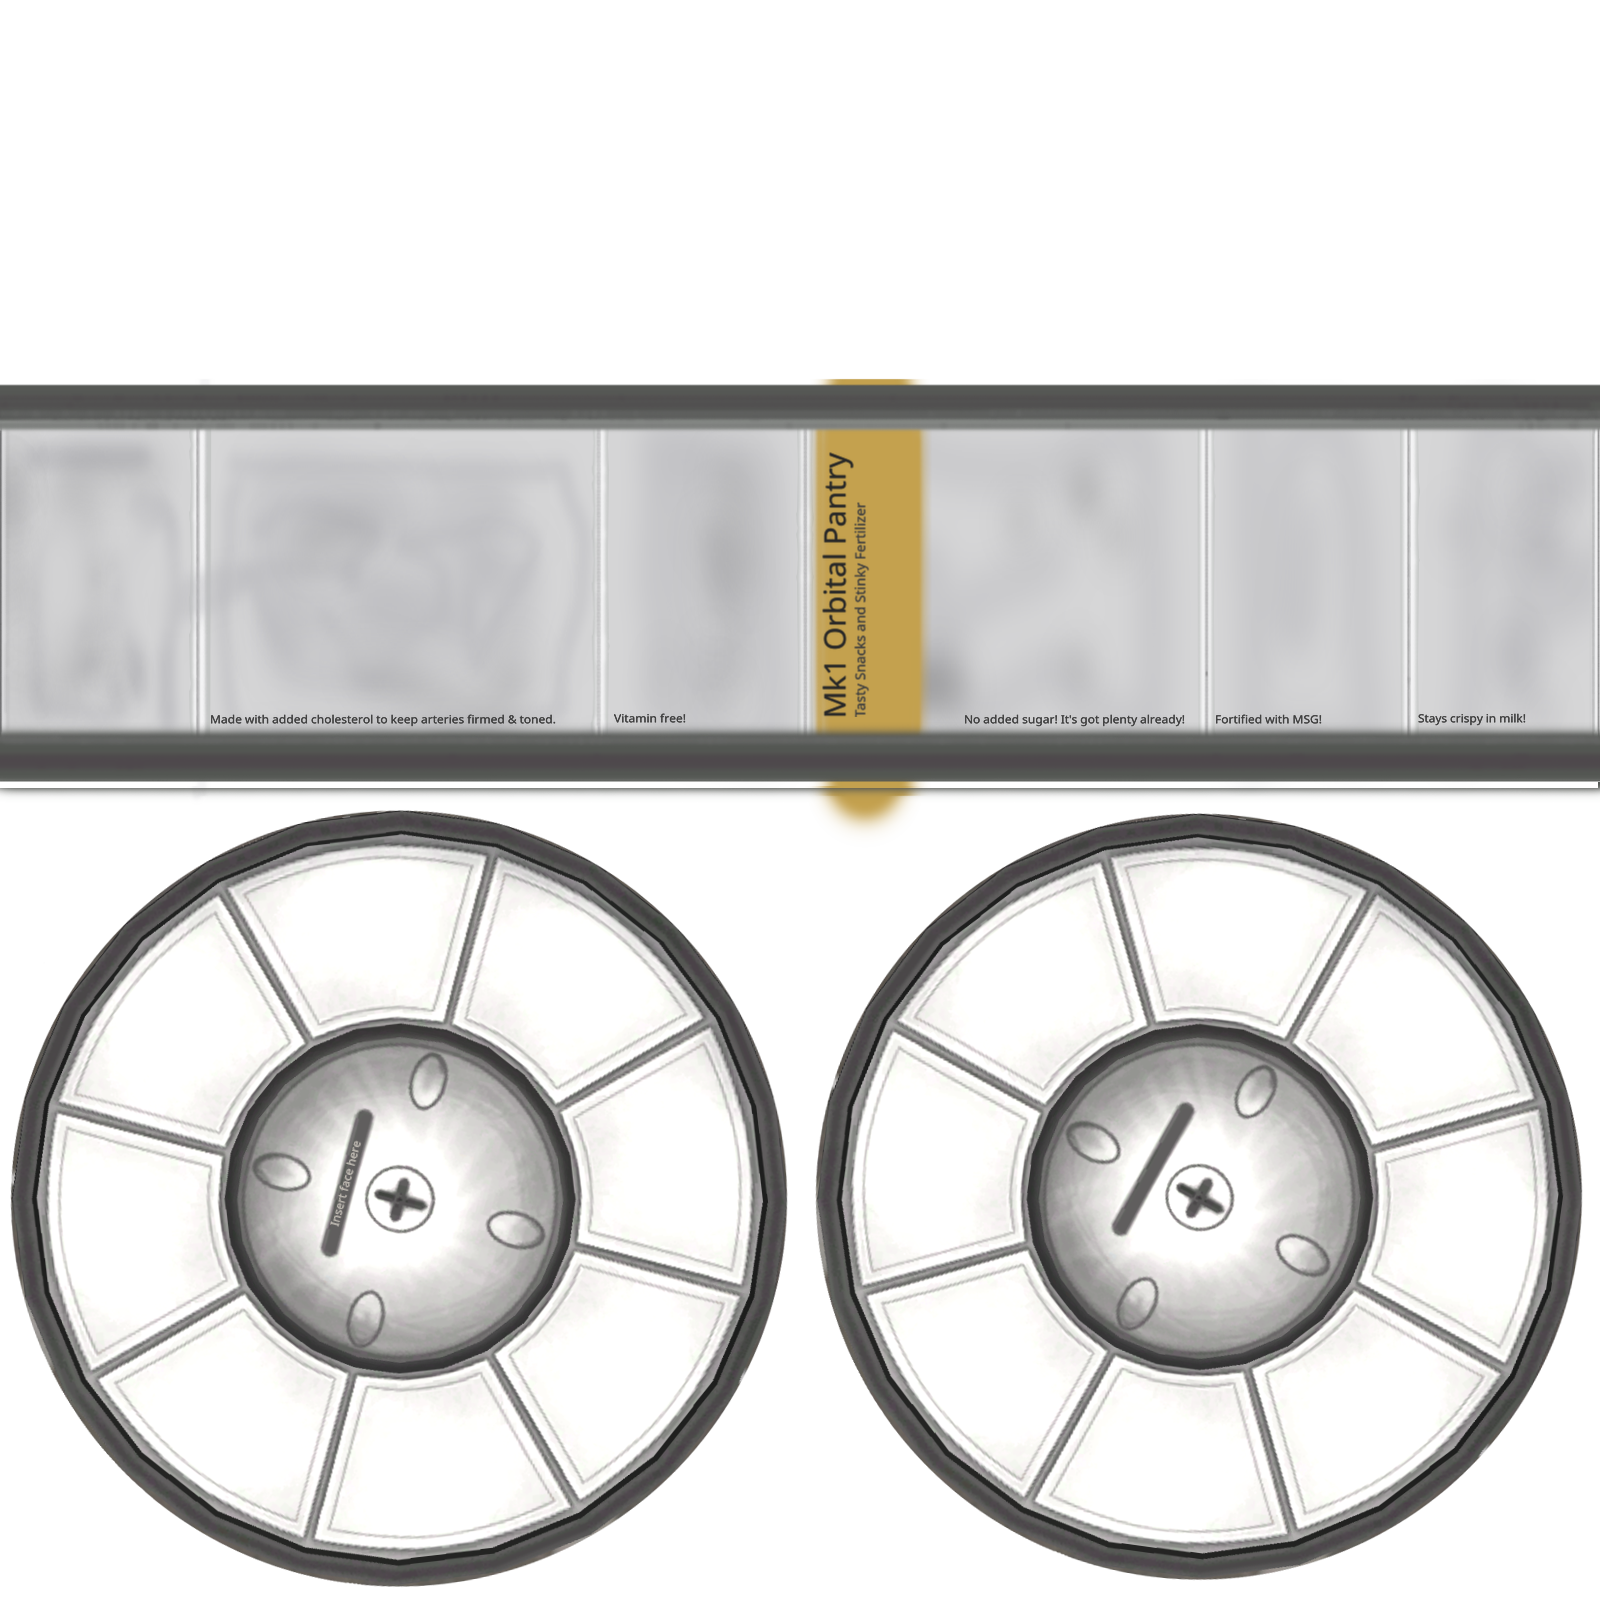 Mk1 Orbital Pantry
Tasty Snacks and Stinky Fertilizer
Made with added cholesterol to keep arteries firmed & toned.
Vitamin free!
No added sugar! It's got plenty already!
Fortified with MSG!
Stays crispy in milk!
Insert face here